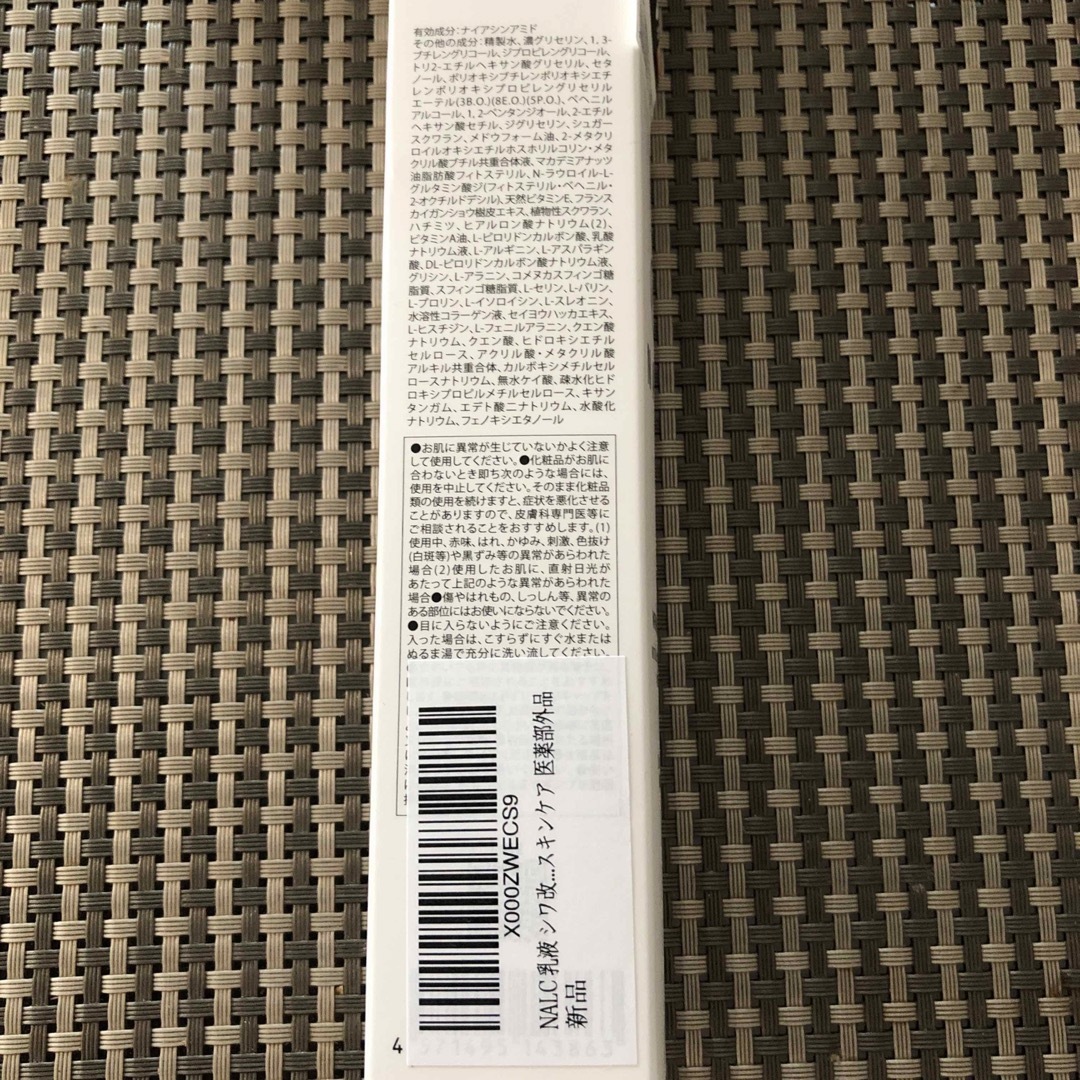 有効成分：ナイアシンアミド
その他の成分：精製水、濃グリセリン、1，3-
ブチレングリコール、ジプロピレングリコール、
トリ2-エチルヘキサン酸グリセリル、セタ
ノール、ポリオキシブチレンポリオキシエチ
レンポリオキシプロピレングリセリル
エーテル(3B.O.)(8E.O.)(5P.O.)、ベヘニル
アルコール、1，2-ペンタンジオール、2-エチル
ヘキサン酸セチル、ジグリセリン、シュガー
スクワラン、メドウフォーム油、2-メタクリ
ロイルオキシエチルホスホリルコリン・メタ
クリル酸ブチル共重合体液、マカデミアナッツ
油脂肪酸フィトステリル、N-ラウロイル-L-
グルタミン酸ジ(フィトステリル・ベヘニル・
2-オクチルドデシル)、天然ビタミンE、フランス
カイガンショウ樹皮エキス、植物性スクワラン、
ハチミツ、ヒアルロン酸ナトリウム(2)、
ビタミンA油、L-ピロリドンカルボン酸、乳酸
ナトリウム液、L-アルギニン、L-アスパラギン
酸、DL-ピロリドンカルボン酸ナトリウム液、
グリシン、L-アラニン、コメヌカスフィンゴ糖
脂質、スフィンゴ糖脂質、L-セリン、L-バリン、
L-プロリン、L-イソロイシン、L-スレオニン、
水溶性コラーゲン液、セイヨウハッカエキス、
L-ヒスチジン、L-フェニルアラニン、クエン酸
ナトリウム、クエン酸、ヒドロキシエチル
セルロース、アクリル酸・メタクリル酸
アルキル共重合体、カルボキシメチルセル
ロースナトリウム、無水ケイ酸、疎水化ヒド
ロキシプロピルメチルセルロース、キサン
タンガム、エデト酸二ナトリウム、水酸化
ナトリウム、フェノキシエタノール
●お肌に異常が生じていないかよく注意
して使用してください。●化粧品がお肌に
合わないとき即ち次のような場合には、
使用を中止してください。そのまま化粧品
類の使用を続けますと、症状を悪化させる
ことがありますので、皮膚科専門医等に
ご相談されることをおすすめします。(1)
使用中、赤味、はれ、かゆみ、刺激、色抜け
(白斑等)や黒ずみ等の異常があらわれた
場合(2)使用したお肌に、直射日光が
あたって上記のような異常があらわれた
場合●傷やはれもの、しっしん等、異常の
ある部位にはお使いにならないでください。
●目に入らないようにご注意ください。
入った場合は、こすらずにすぐ水または
ぬるま湯で充分に洗い流してください。
X000ZWECS9
NALC 乳液 シワ改...スキンケア 医薬部外品
新品
4 571495 143863